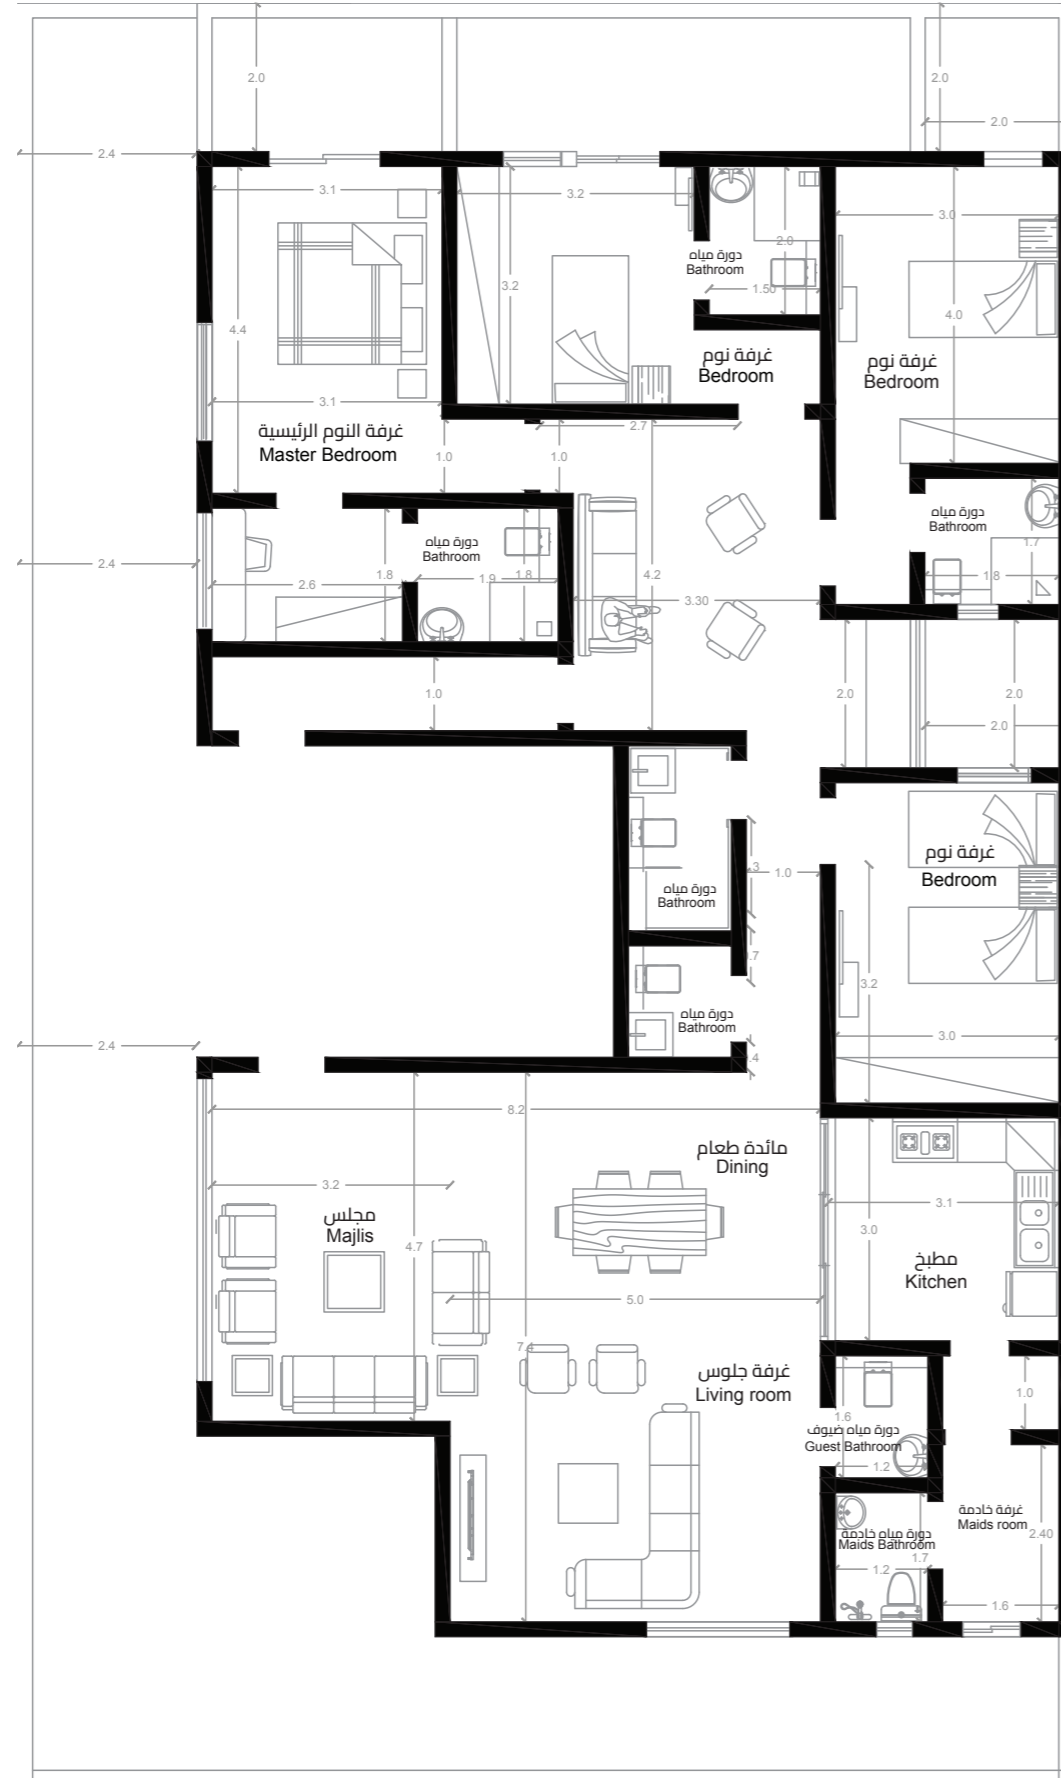 2.0
2.0
2.0
2.4
3.1
3.2
3.0
2.0
دورة مياه
Bathroom
1.50
3.2
4.4
4.0
غرفة نوم
Bedroom
غرفة نوم
Bedroom
3.1
غرفة النوم الرئيسية
Master Bedroom
1.0
1.0
2.7
دورة مياه
Bathroom
دورة مياه
Bathroom
1.7
2.4
2.6
1.8
1.9
1.8
4.2
1.8
3.30
1.0
2.0
2.0
2.0
غرفة نوم
Bedroom
1.0
دورة مياه
Bathroom
3.2
دورة مياه
Bathroom
3.0
2.4
8.2
مائدة طعام
Dining
3.2
مجلس
Majlis
4.7
3.1
3.0
مطبخ
Kitchen
5.0
7.4
غرفة جلوس
Living room
1.0
1.6
دورة مياه ضيوف
Guest Bathroom
1.2
غرفة خادمة
Maids room
دورة مياه خادمة
Maids Bathroom
2.40
1.7
1.2
1.6